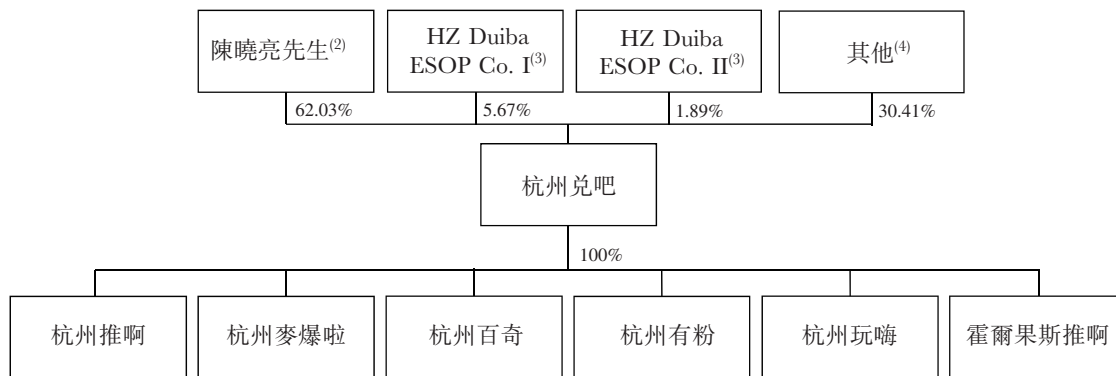 陳曉亮先生(2)
HZ Duiba
ESOP Co. I(3)
HZ Duiba
ESOP Co. II(3)
其他(4)
62.03%
5.67%
1.89%
30.41%
杭州兑吧
100%
杭州推啊
杭州麥爆啦
杭州百奇
杭州有粉
杭州玩嗨
霍爾果斯推啊